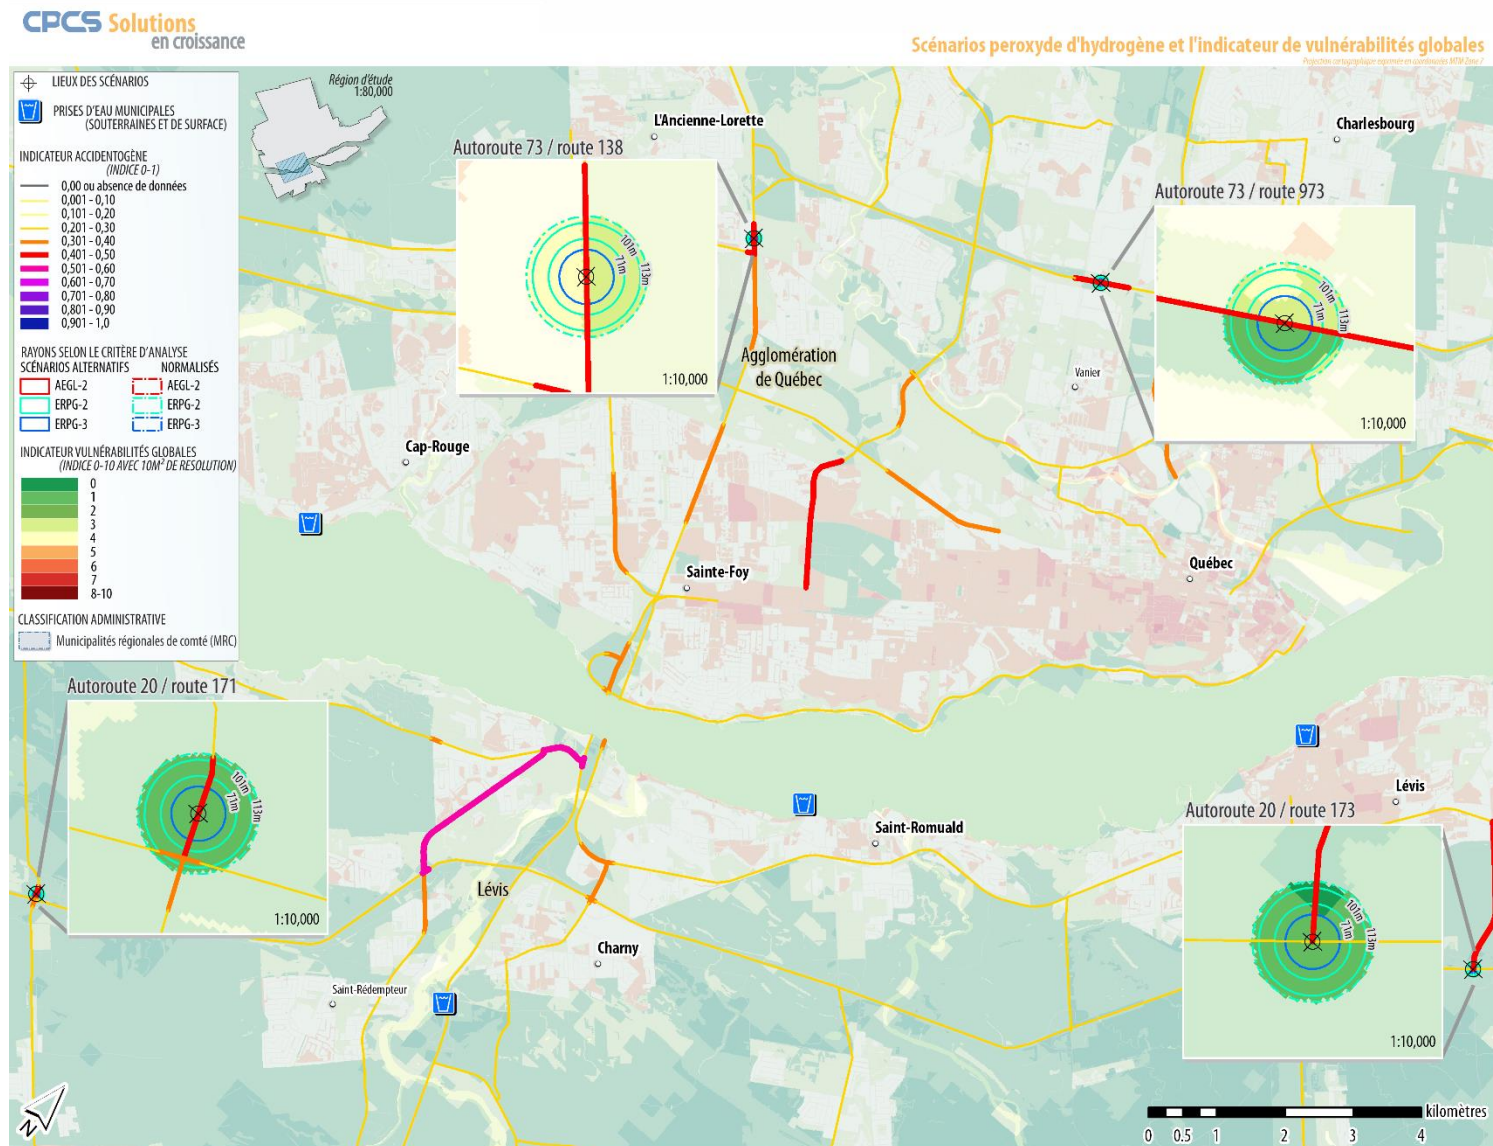 CPCS Solutions
en croissance
Scénarios peroxyde d'hydrogène et l'indicateur de vulnérabilités globales
Projection cartographique exprimée en coordonnées MTM Zone 7
LIEUX DES SCÉNARIOS
PRISES D'EAU MUNICIPALES
(SOUTERRAINES ET DE SURFACE)
Région d'étude
1:80,000
INDICATEUR ACCIDENTOGÈNE
(INDICE 0-1)
0,00 ou absence de données
0,001 - 0,10
0,101 - 0,20
0,201 - 0,30
0,301 - 0,40
0,401 - 0,50
0,501 - 0,60
0,601 - 0,70
0,701 - 0,80
0,801 - 0,90
0,901 - 1,0
RAYONS SELON LE CRITÈRE D'ANALYSE
SCÉNARIOS ALTERNATIFS NORMALISÉS
AEGL-2 AEGL-2
ERPG-2 ERPG-2
ERPG-3 ERPG-3
INDICATEUR VULNÉRABILITÉS GLOBALES
(INDICE 0-10 AVEC 10M² DE RESOLUTION)
0
1
2
3
4
5
6
7
8-10
CLASSIFICATION ADMINISTRATIVE
Municipalités régionales de comté (MRC)
L'Ancienne-Lorette
Charlesbourg
Autoroute 73 / route 138
101m
71m
113m
1:10,000
Autoroute 73 / route 973
101m
71m
113m
1:10,000
Agglomération
de Québec
Vanier
Cap-Rouge
Sainte-Foy
Québec
Autoroute 20 / route 171
101m
71m
113m
1:10,000
Lévis
Saint-Romuald
Lévis
Autoroute 20 / route 173
101m
71m
113m
1:10,000
Charny
Saint-Rédempteur
N
kilomètres
0 0.5 1 2 3 4